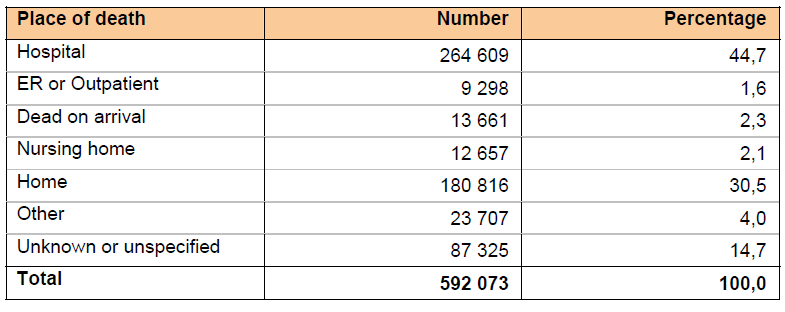 Place of death Number Percentage
Hospital 264 609 44,7
ER or Outpatient 9 298 1,6
Dead on arrival 13 661 2,3
Nursing home 12 657 2,1
Home 180 816 30,5
Other 23 707 4,0
Unknown or unspecified 87 325 14,7
Total 592 073 100,0